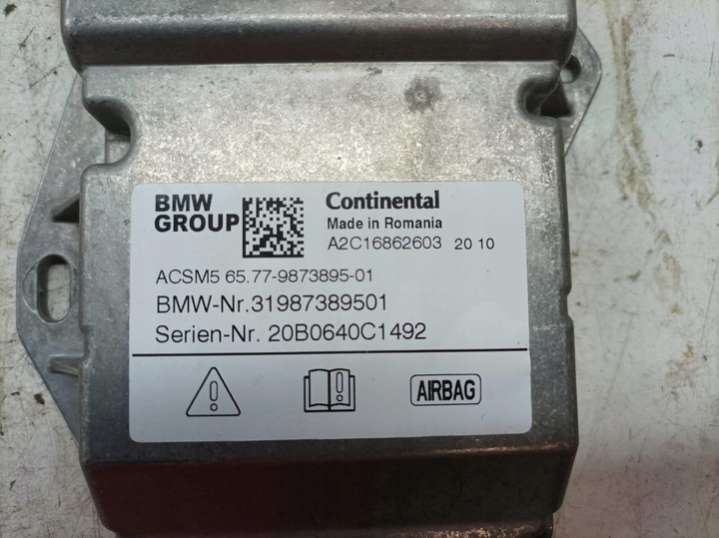 BMW
GROUP
Continental
Made in Romania
A2C16862603 20 10
ACSM5 65.77-9873895-01
BMW-Nr.31987389501
Serien-Nr. 20B0640C1492
AIRBAG